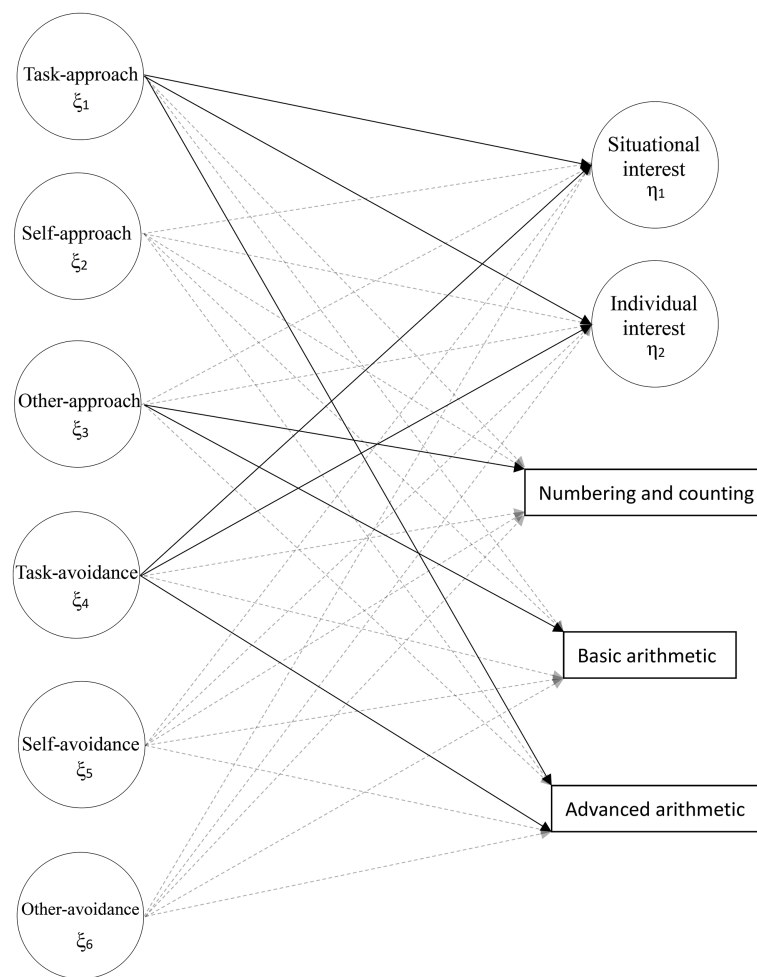 Task-approach
ξ1
Self-approach
ξ2
Other-approach
ξ3
Task-avoidance
ξ4
Self-avoidance
ξ5
Other-avoidance
ξ6
Situational
interest
η1
Individual
interest
η2
Numbering and counting
Basic arithmetic
Advanced arithmetic